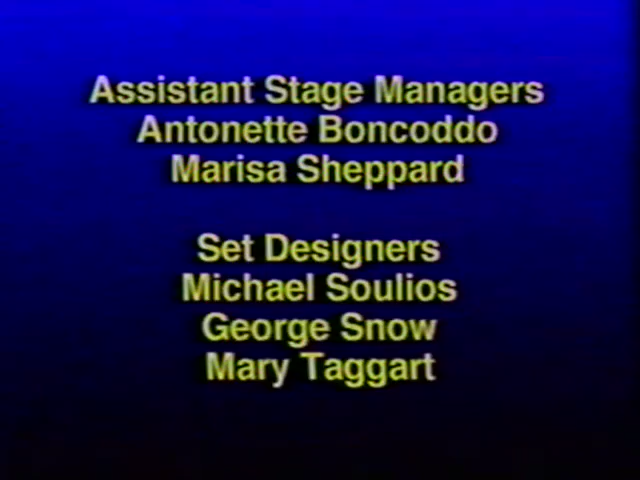 Assistant Stage Managers
Antonette Boncoddo
Marisa Sheppard
Set Designers
Michael Soulios
George Snow
Mary Taggart